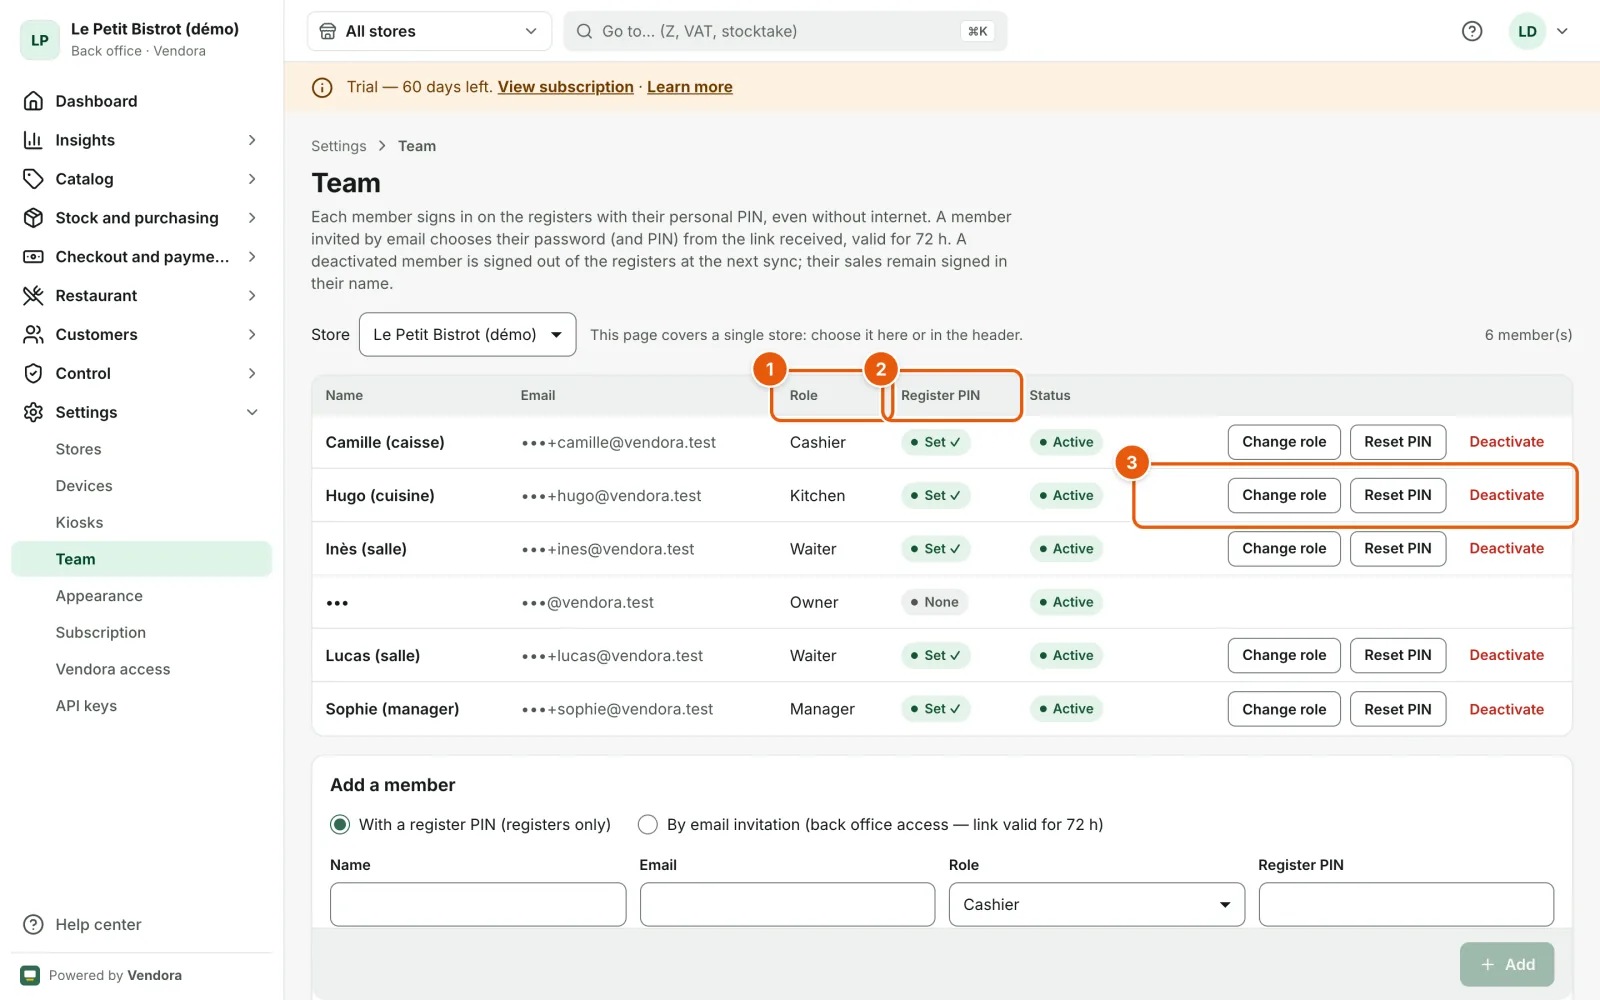 LP
Le Petit Bistrot (démo)
Back office · Vendora
All stores
Go to... (Z, VAT, stocktake)
⌘K
LD
Trial — 60 days left. View subscription · Learn more
Dashboard
Insights
Catalog
Stock and purchasing
Checkout and payme...
Restaurant
Customers
Control
Settings
Stores
Devices
Kiosks
Team
Appearance
Subscription
Vendora access
API keys
Help center
Powered by Vendora
Settings > Team
Team
Each member signs in on the registers with their personal PIN, even without internet. A member
invited by email chooses their password (and PIN) from the link received, valid for 72 h. A
deactivated member is signed out of the registers at the next sync; their sales remain signed in
their name.
Store Le Petit Bistrot (démo) This page covers a single store: choose it here or in the header. 6 member(s)
1 2
Name Email Role Register PIN Status
Camille (caisse) •••+camille@vendora.test Cashier Set ✓ Active Change role Reset PIN Deactivate
3
Hugo (cuisine) •••+hugo@vendora.test Kitchen Set ✓ Active Change role Reset PIN Deactivate
Inès (salle) •••+ines@vendora.test Waiter Set ✓ Active Change role Reset PIN Deactivate
••• •••@vendora.test Owner None Active
Lucas (salle) •••+lucas@vendora.test Waiter Set ✓ Active Change role Reset PIN Deactivate
Sophie (manager) •••+sophie@vendora.test Manager Set ✓ Active Change role Reset PIN Deactivate
Add a member
With a register PIN (registers only) By email invitation (back office access — link valid for 72 h)
Name Email Role Register PIN
Cashier
+ Add